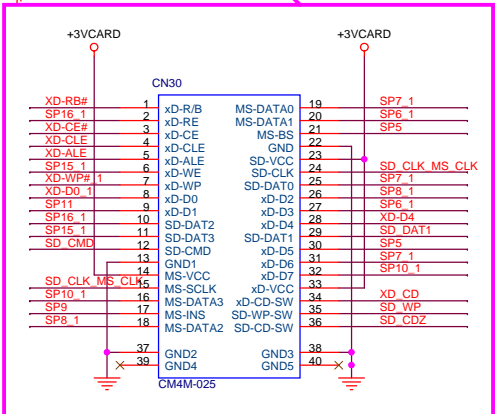 +3VCARD +3VCARD
CN30
XD-RB# 1 xD-R/B MS-DATA0 19 SP7_1
SP16_1 2 xD-RE MS-DATA1 20 SP6_1
XD-CE# 3 xD-CE MS-BS 21 SP5
XD-CLE 4 xD-CLE GND 22
XD-ALE 5 xD-ALE SD-VCC 23
SP15_1 6 xD-WE SD-CLK 24 SD_CLK_MS_CLK
XD-WP#_1 7 xD-WP SD-DAT0 25 SP7_1
XD-D0_1 8 xD-D0 xD-D2 26 SP8_1
SP11 9 xD-D1 xD-D3 27 SP6_1
SP16_1 10 SD-DAT2 xD-D4 28 XD-D4
SP15_1 11 SD-DAT3 SD-DAT1 29 SD_DAT1
SD_CMD 12 SD-CMD xD-D5 30 SP5
13 GND1 xD-D6 31 SP7_1
14 MS-VCC xD-D7 32 SP10_1
SD_CLK_MS_CLK 15 MS-SCLK xD-VCC 33
SP10_1 16 MS-DATA3 xD-CD-SW 34 XD_CD
SP9 17 MS-INS SD-WP-SW 35 SD_WP
SP8_1 18 MS-DATA2 SD-CD-SW 36 SD_CDZ
37 GND2 GND3 38
39 GND4 GND5 40
CM4M-025